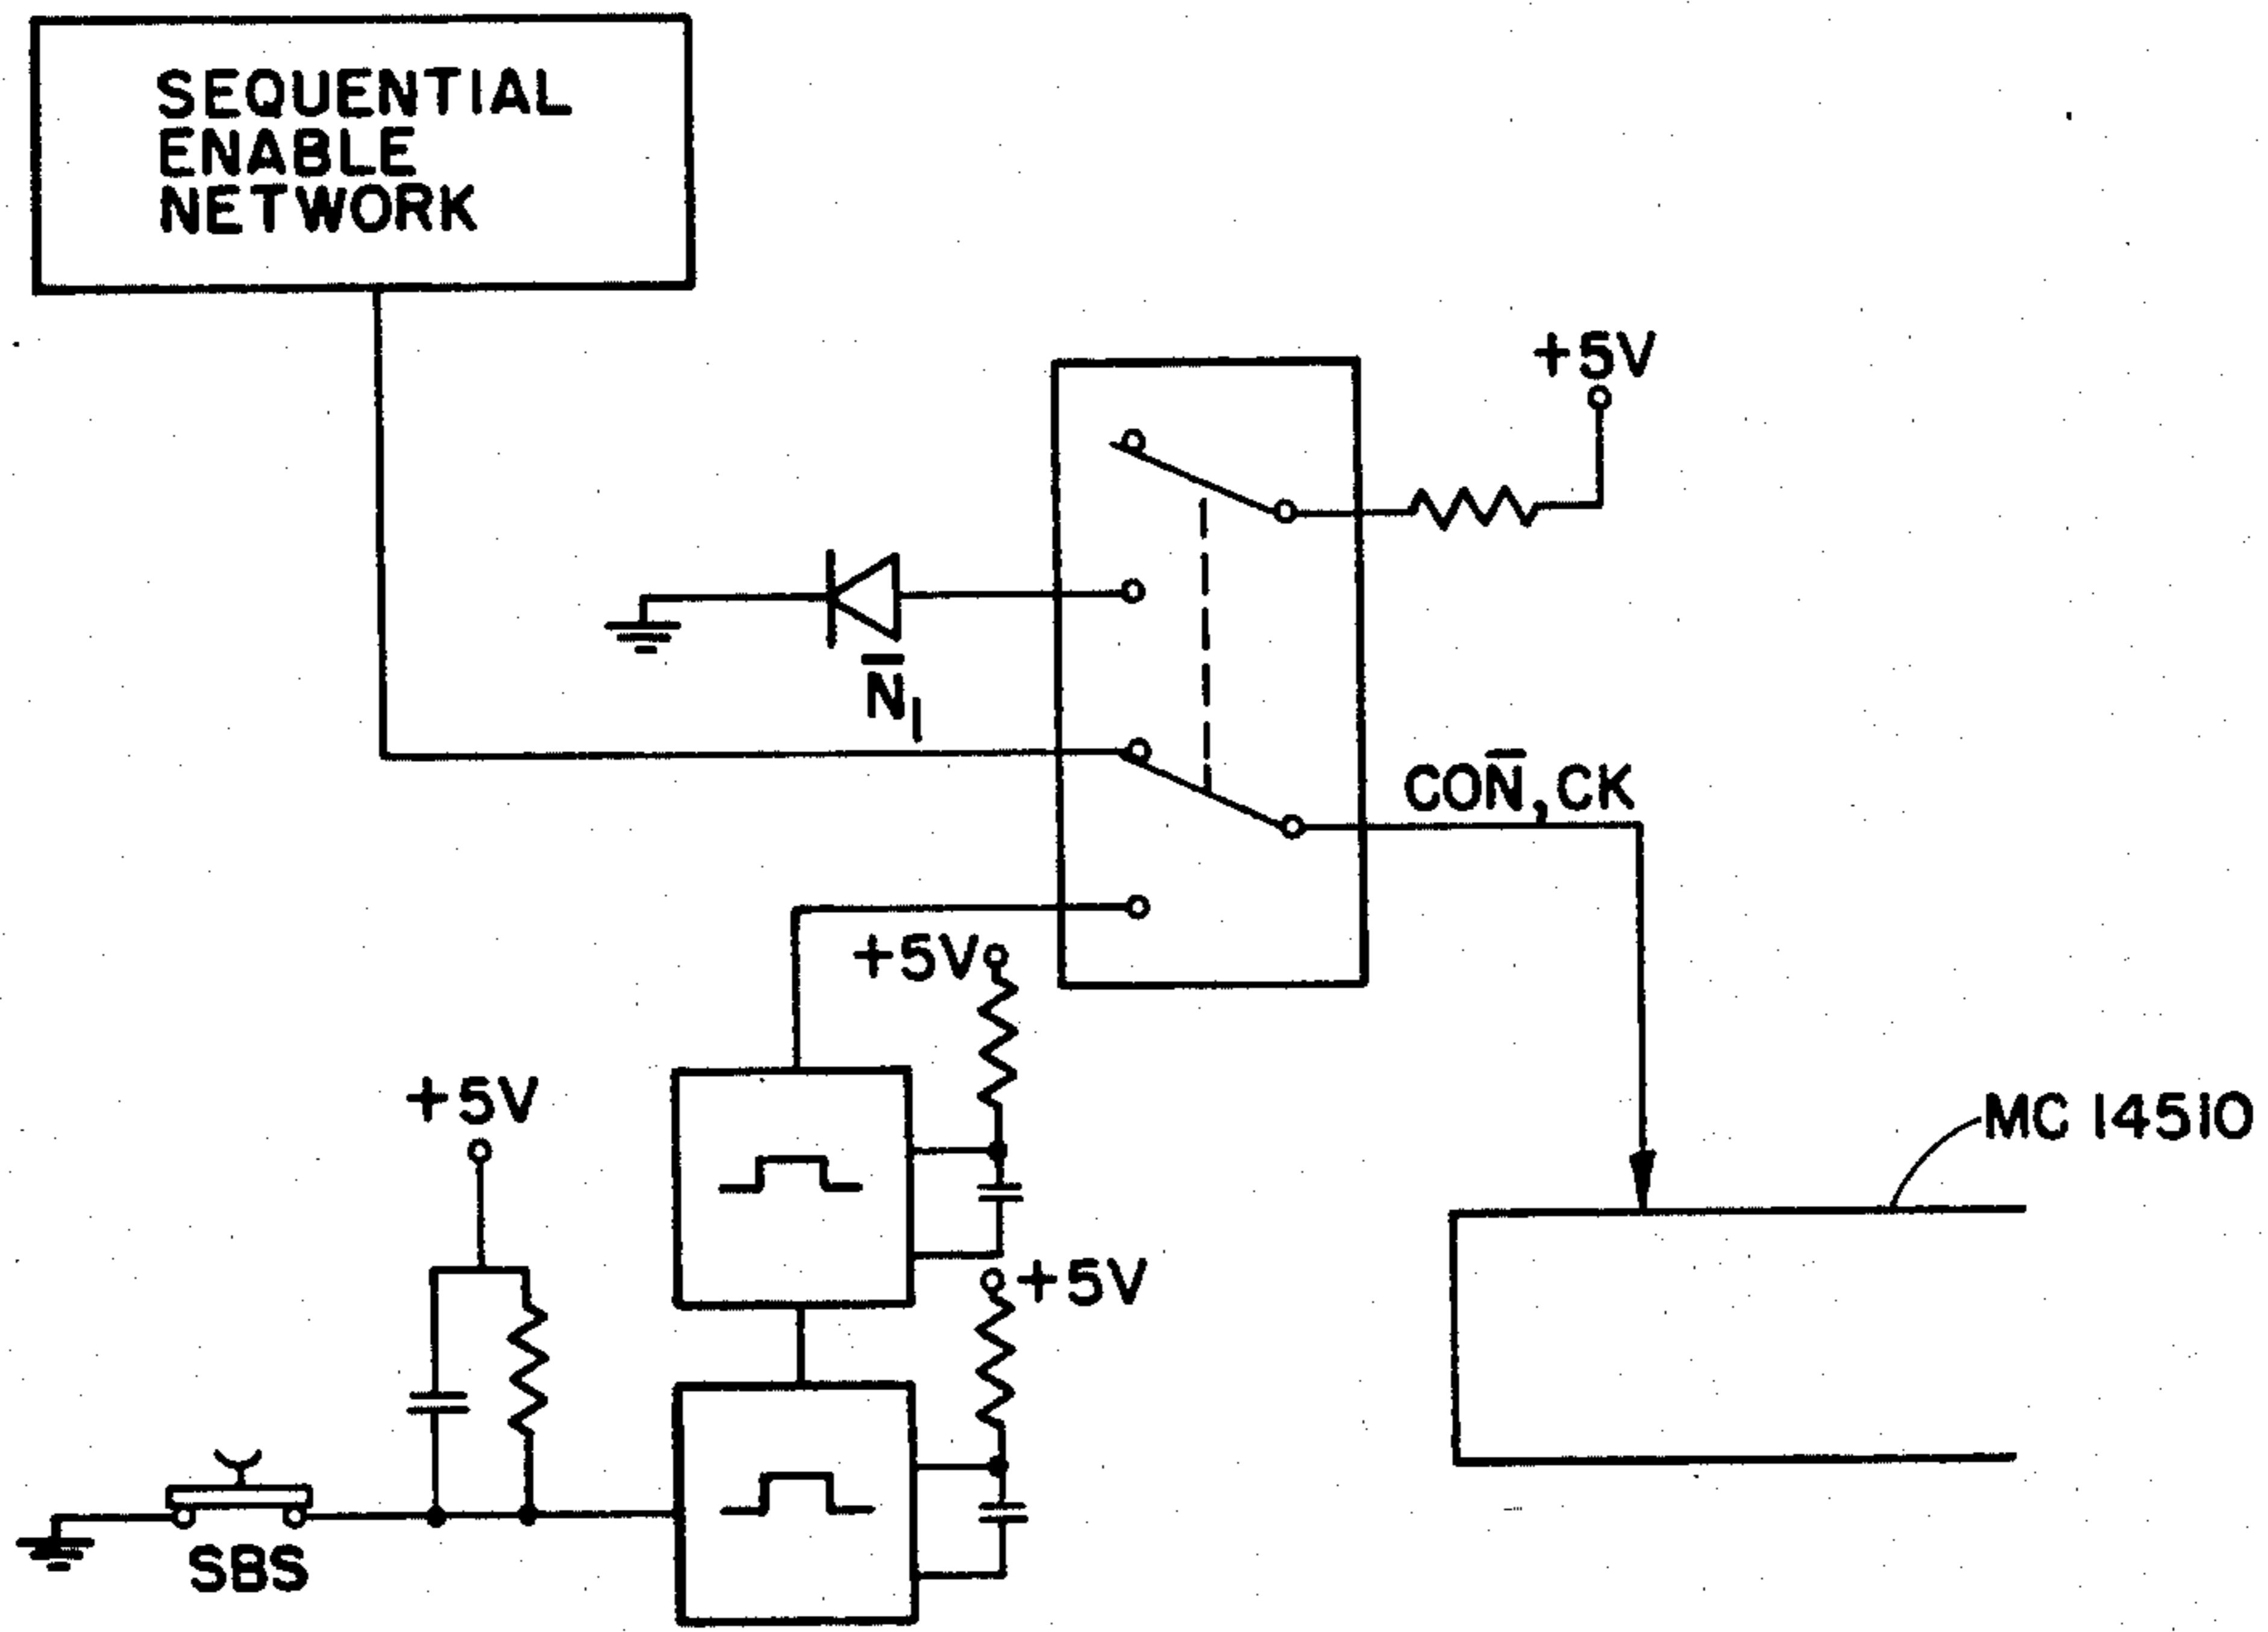 SEQUENTIAL
ENABLE
NETWORK
+5V
N̅1
CON̅,CK
+5V
+5V
MC 14510
+5V
SBS